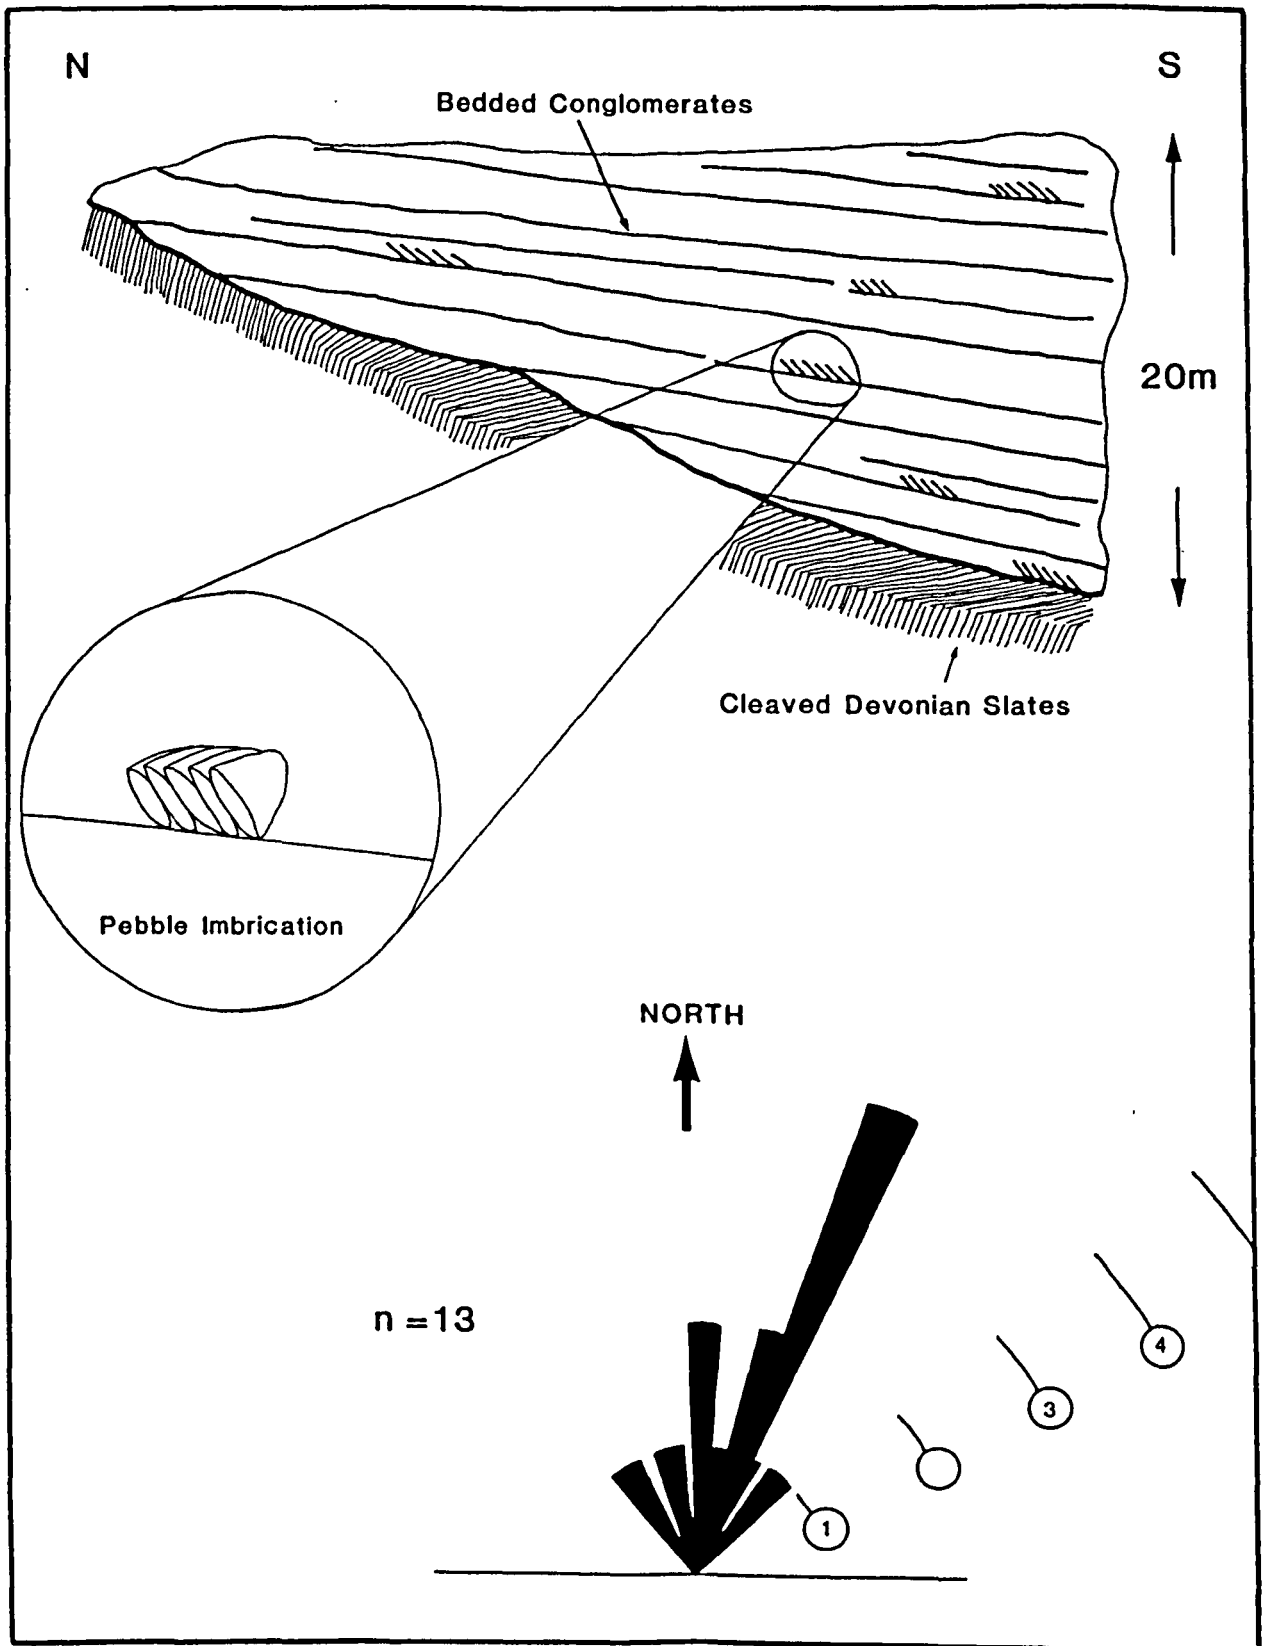 N
S
Bedded Conglomerates
20m
Cleaved Devonian Slates
Pebble Imbrication
NORTH
n = 13
4
3
1